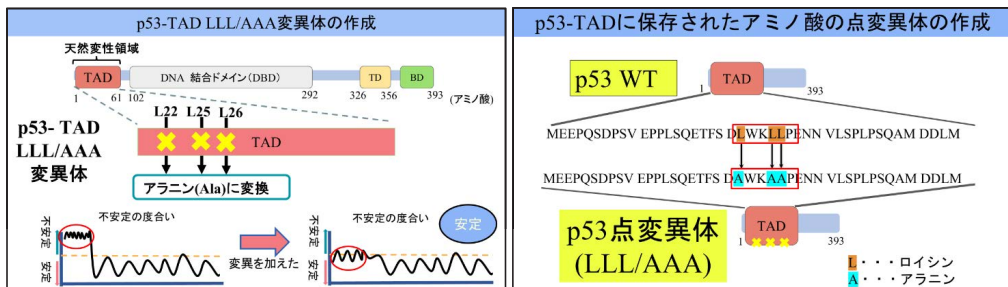 p53-TAD LLL/AAA変異体の作成
天然変性領域
TAD
DNA 結合ドメイン(DBD)
TD
BD
1
61
102
292
326
356
393
(アミノ酸)
p53- TAD
LLL/AAA
変異体
L22
L25
L26
TAD
アラニン(Ala)に変換
不安定の度合い
不安定
安定
変異を加えた
不安定の度合い
安定
不安定
安定
p53-TADに保存されたアミノ酸の点変異体の作成
p53 WT
TAD
1
393
MEEPQSDPSV EPPLSQETFS DLWKLLPENN VLSPLPSQAM DDLM
MEEPQSDPSV EPPLSQETFS DAWKAAPENN VLSPLPSQAM DDLM
p53点変異体
(LLL/AAA)
TAD
1
393
L・・・ロイシン
A・・・アラニン